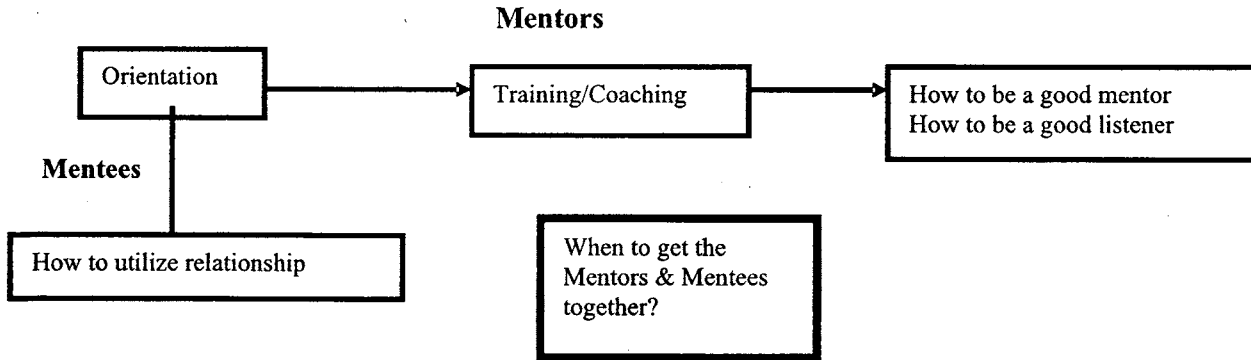 Mentors
Orientation
Training/Coaching
How to be a good mentor
How to be a good listener
Mentees
How to utilize relationship
When to get the
Mentors & Mentees
together?